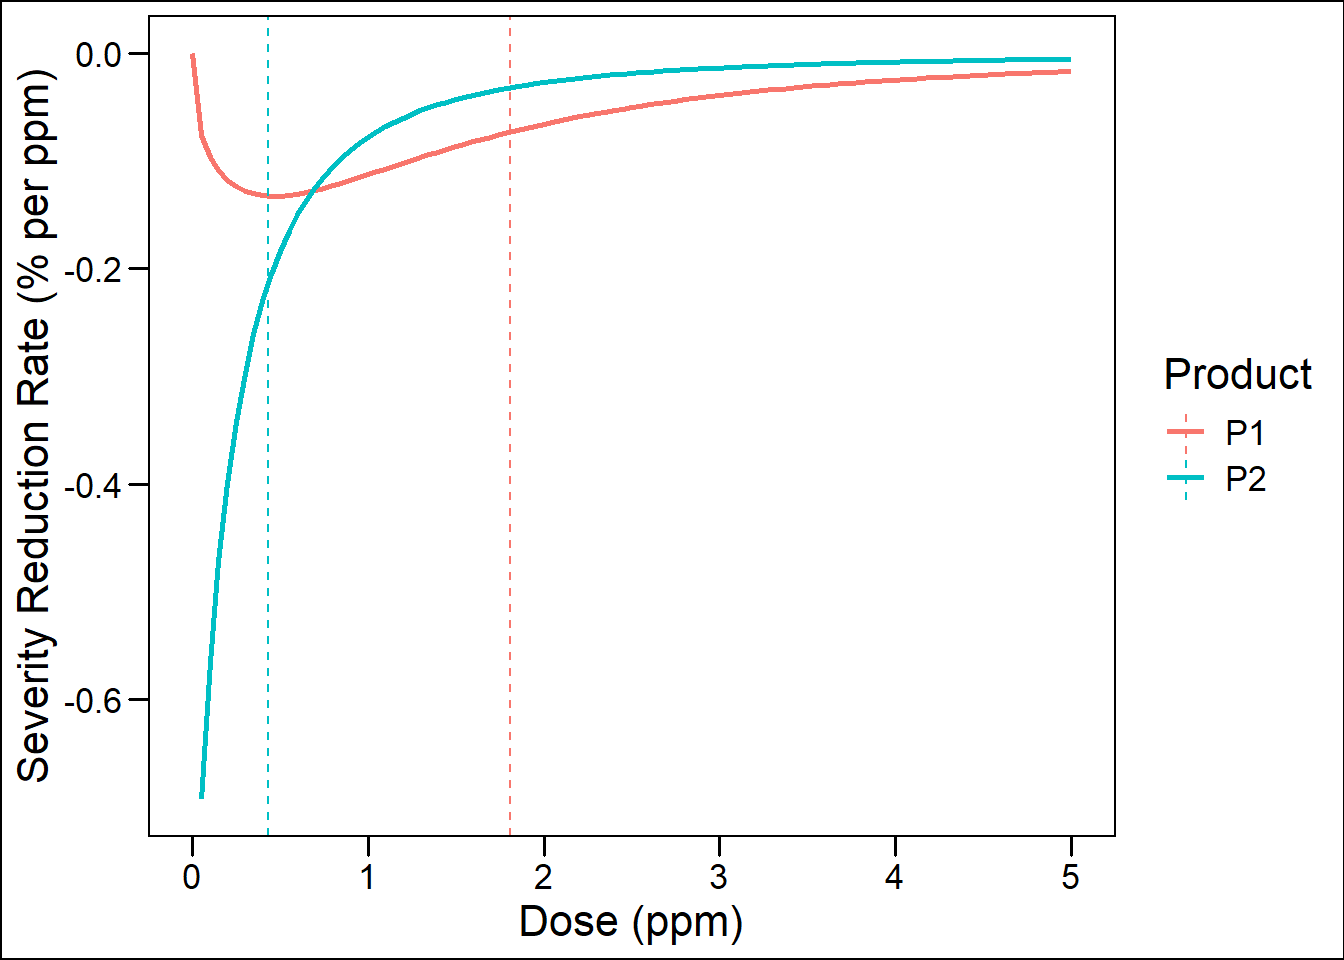 Severity Reduction Rate (% per ppm)
0.0
-0.2
-0.4
-0.6
0 1 2 3 4 5
Dose (ppm)
Product
P1
P2